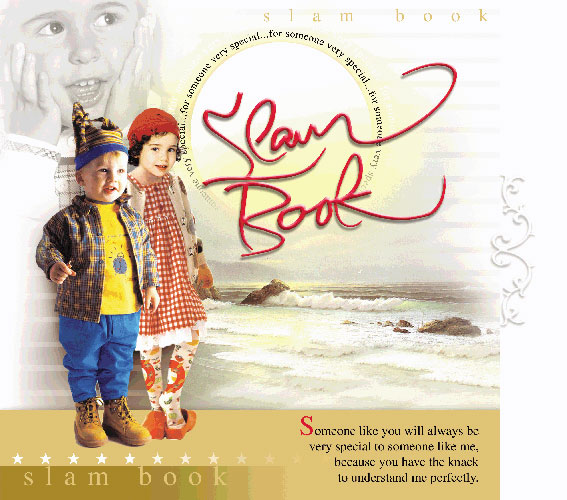 slam book
...for someone very special...for someone very special ...for someone very special...
Slam
Book
Someone like you will always be
very special to someone like me,
because you have the knack
to understand me perfectly.
slam book